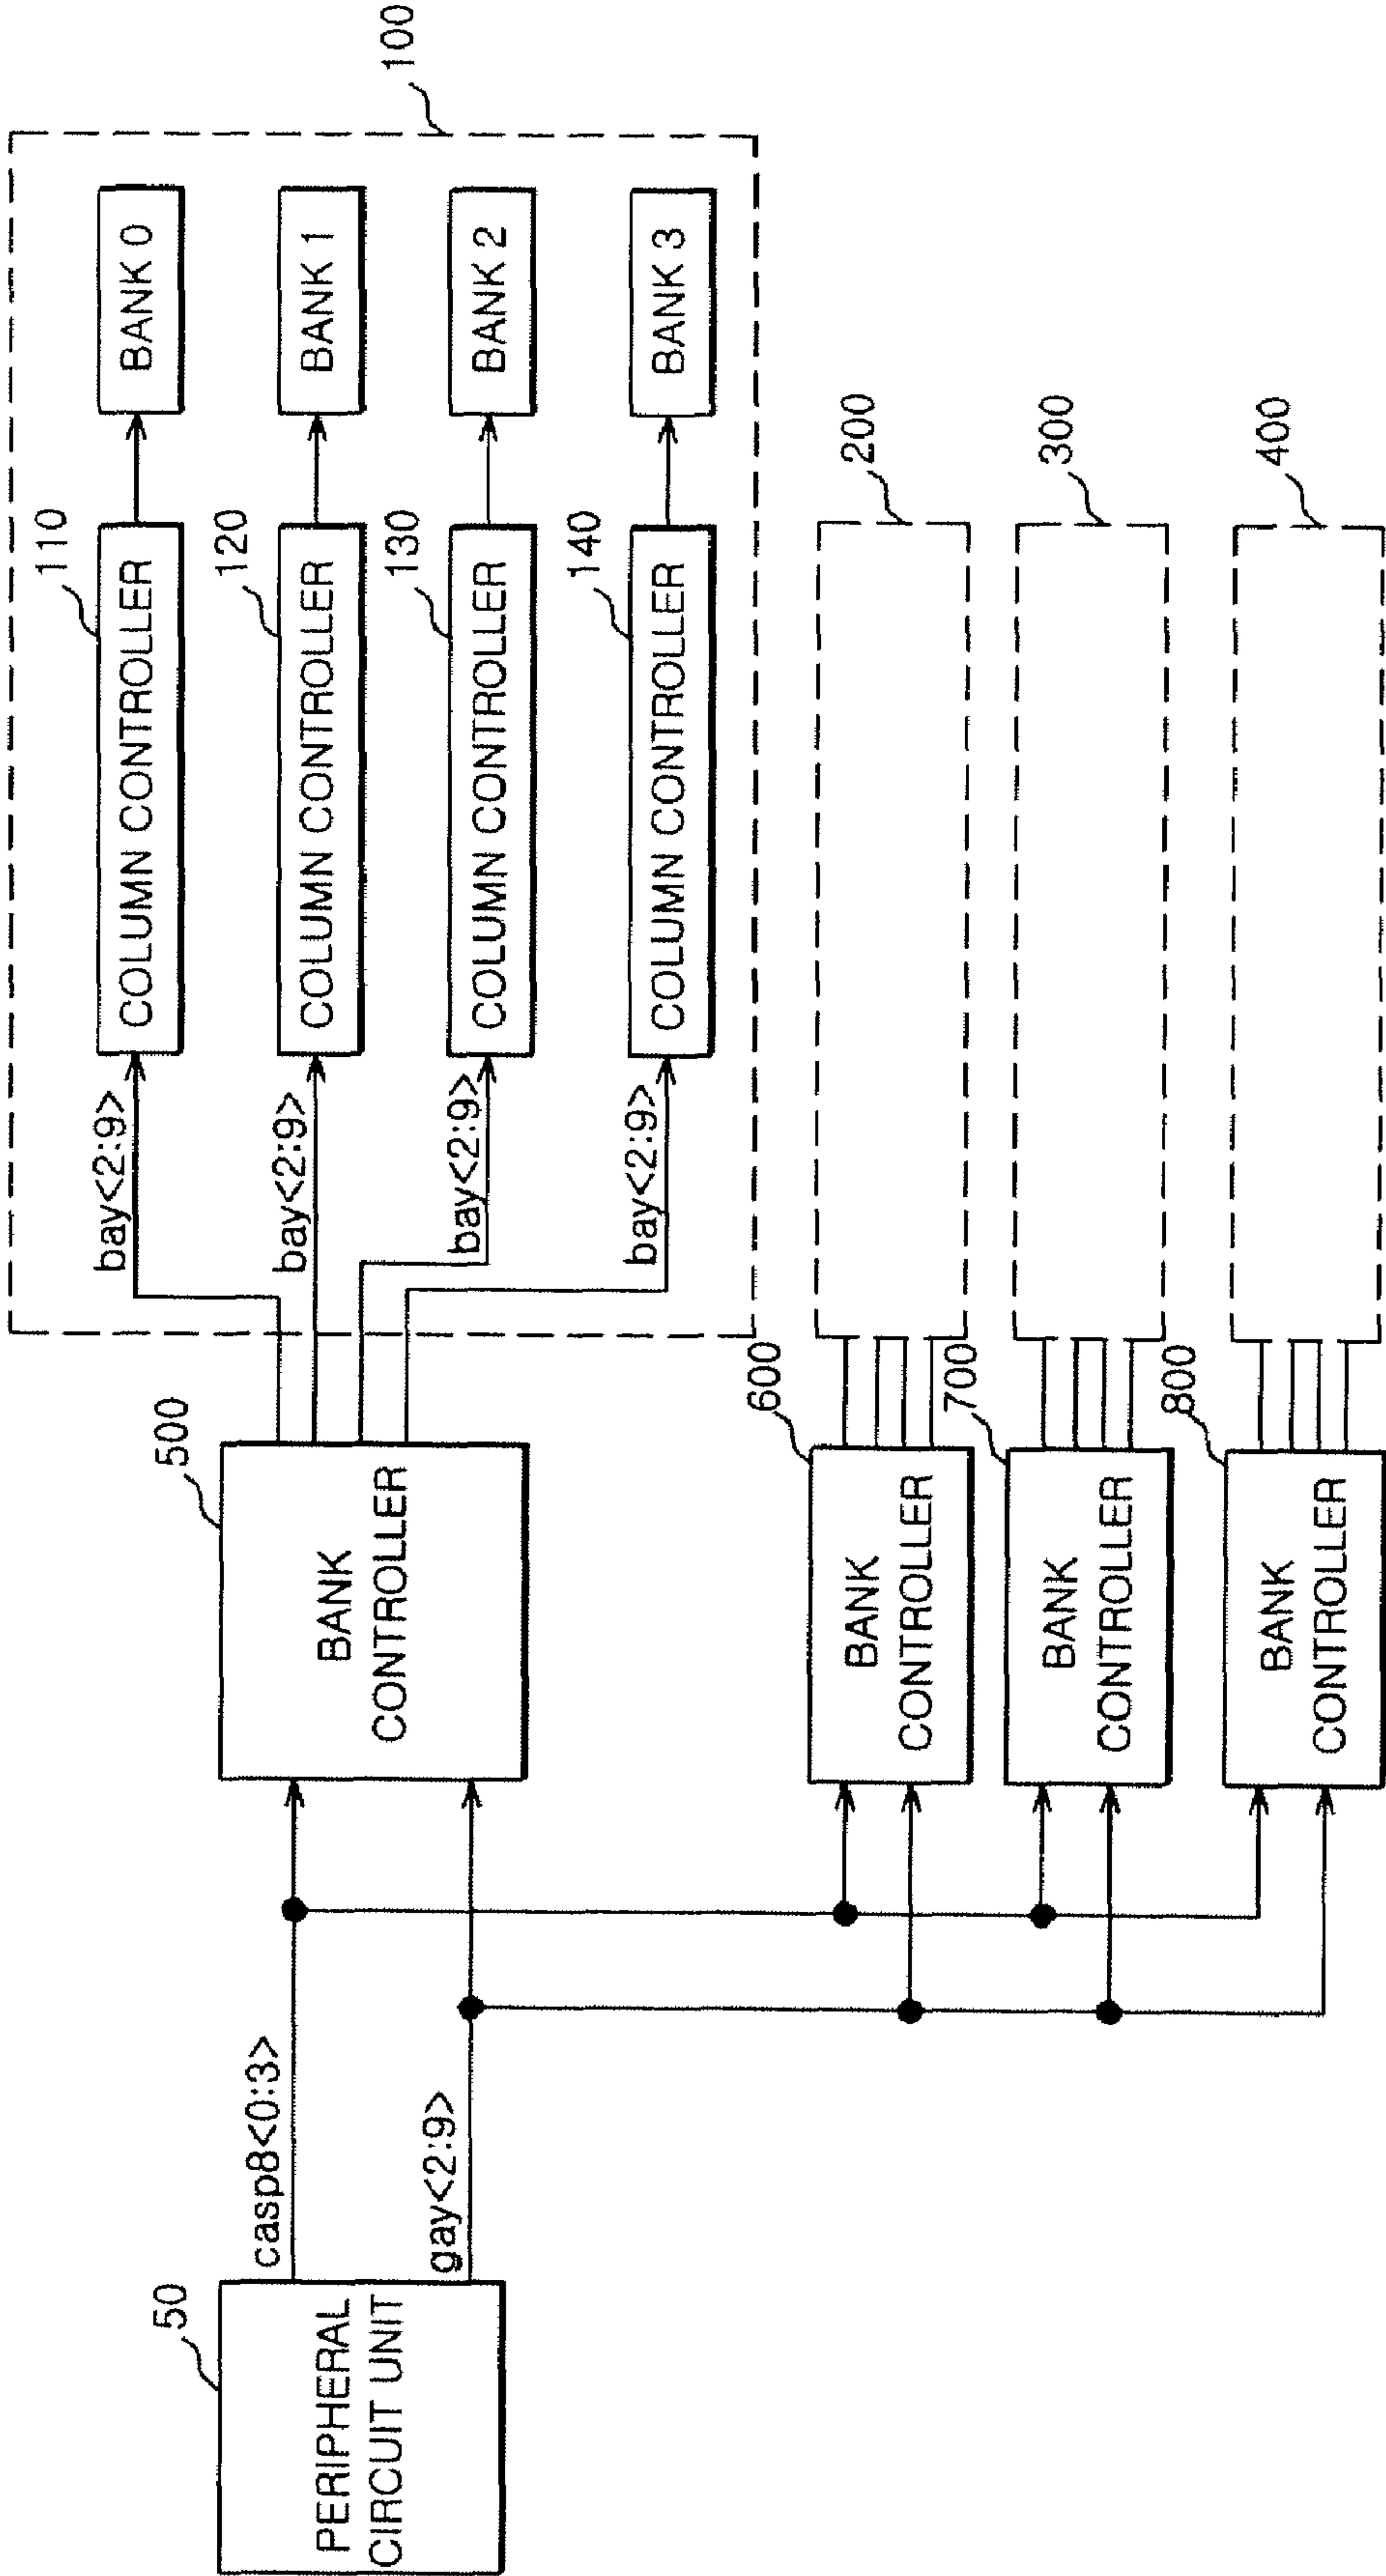 100
110
COLUMN CONTROLLER
BANK 0
bay<2:9>
120
COLUMN CONTROLLER
BANK 1
bay<2:9>
130
COLUMN CONTROLLER
BANK 2
bay<2:9>
140
COLUMN CONTROLLER
BANK 3
bay<2:9>
50
PERIPHERAL
CIRCUIT UNIT
casp8<0:3>
gay<2:9>
500
BANK
CONTROLLER
600
BANK
CONTROLLER
200
700
BANK
CONTROLLER
300
800
BANK
CONTROLLER
400